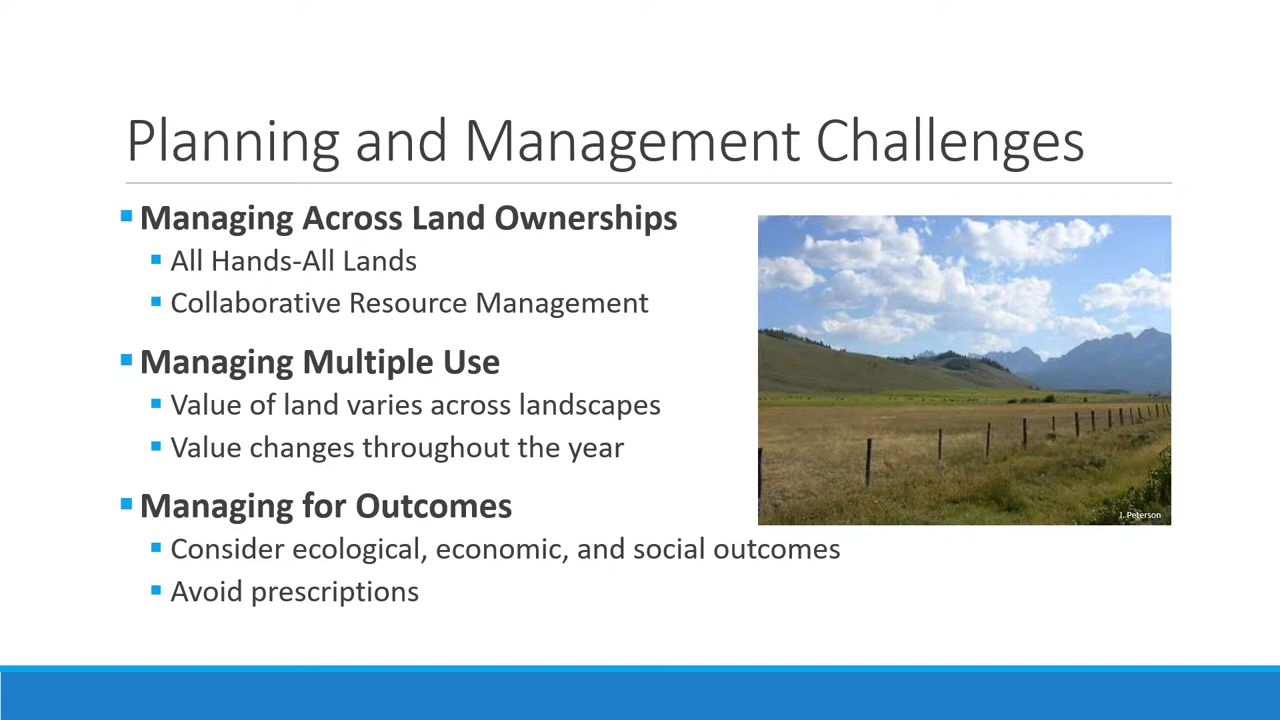 Planning and Management Challenges
Managing Across Land Ownerships
All Hands-All Lands
Collaborative Resource Management
Managing Multiple Use
Value of land varies across landscapes
Value changes throughout the year
Managing for Outcomes
Consider ecological, economic, and social outcomes
Avoid prescriptions
J. Peterson